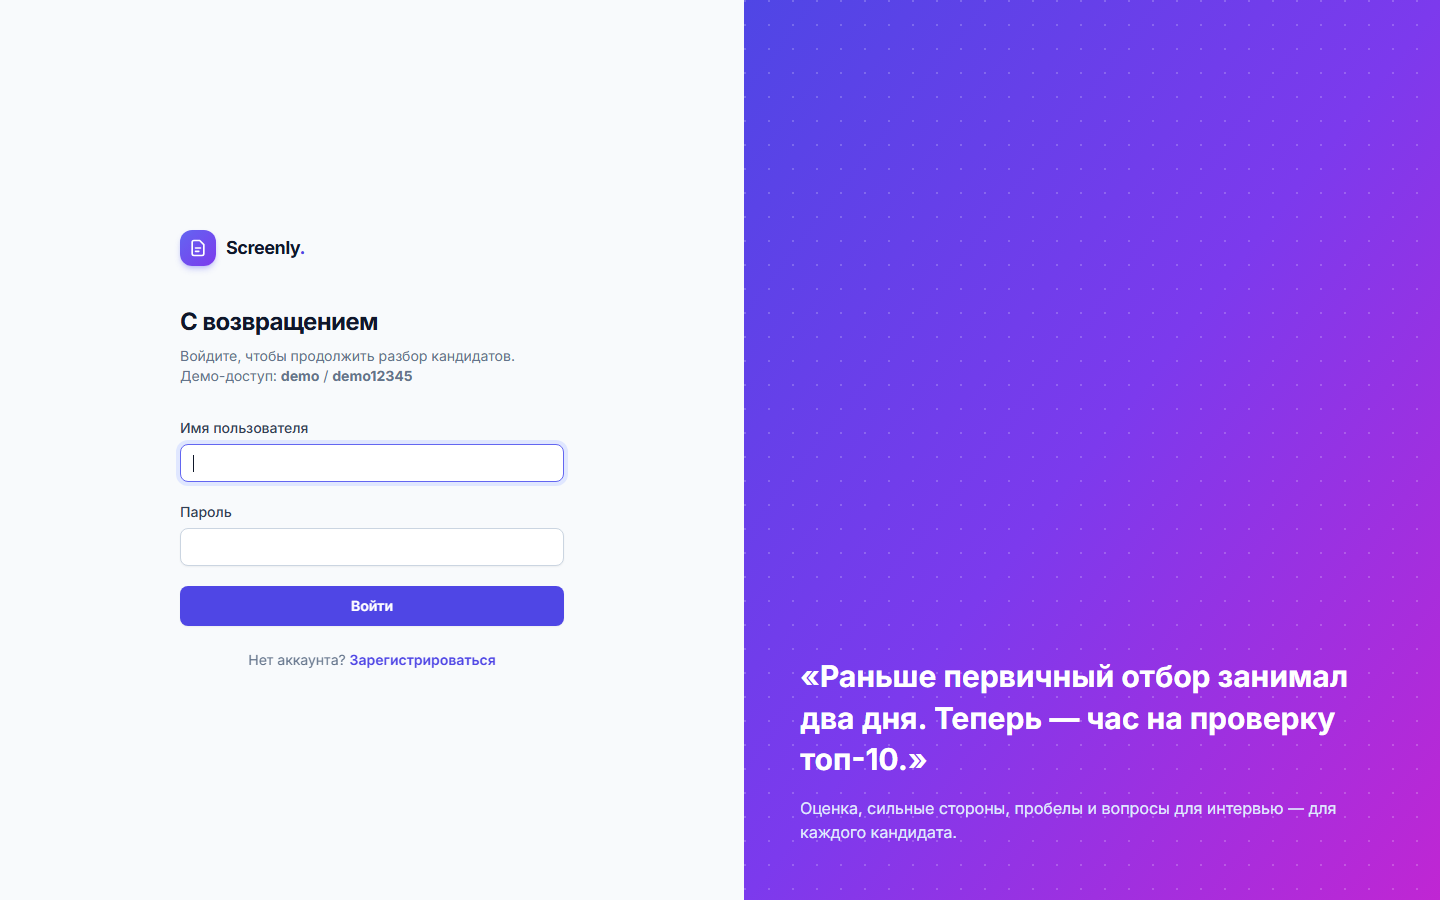 Screenly.
С возвращением
Войдите, чтобы продолжить разбор кандидатов.
Демо-доступ: demo / demo12345
Имя пользователя
Пароль
Войти
Нет аккаунта? Зарегистрироваться
«Раньше первичный отбор занимал
два дня. Теперь — час на проверку
топ-10.»
Оценка, сильные стороны, пробелы и вопросы для интервью — для
каждого кандидата.